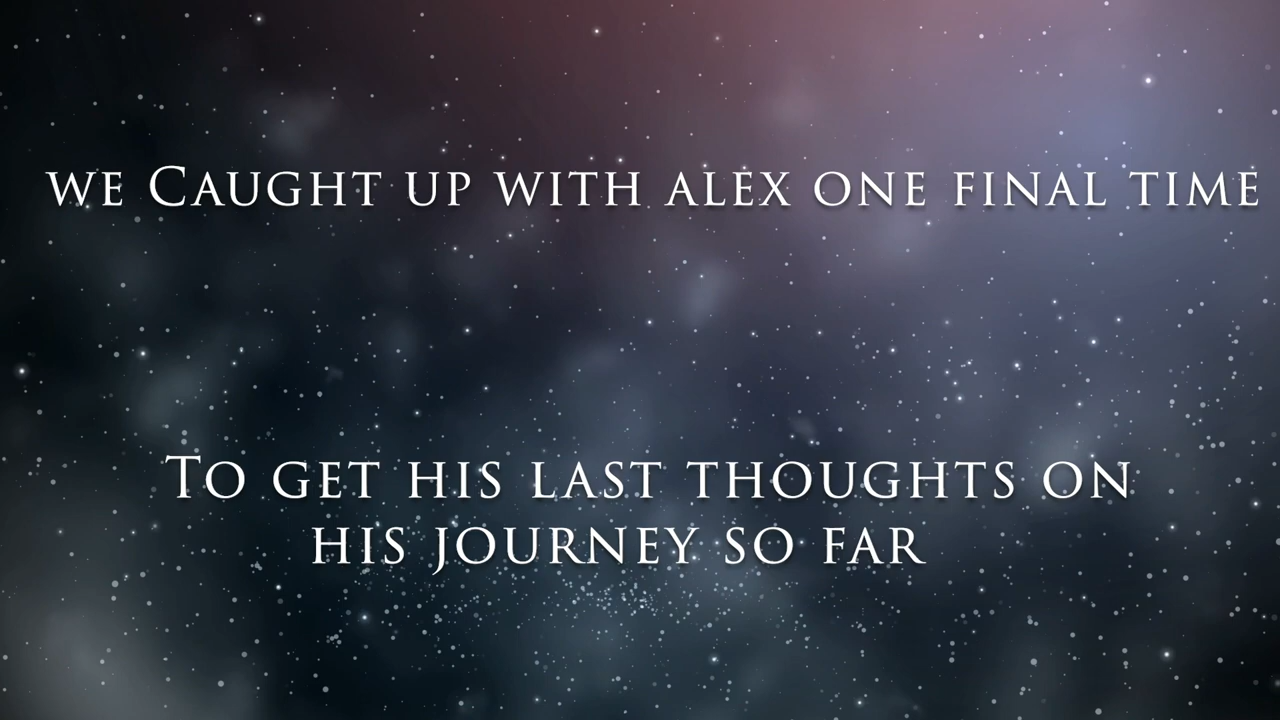 we Caught up with alex one final time
To get his last thoughts on
his journey so far